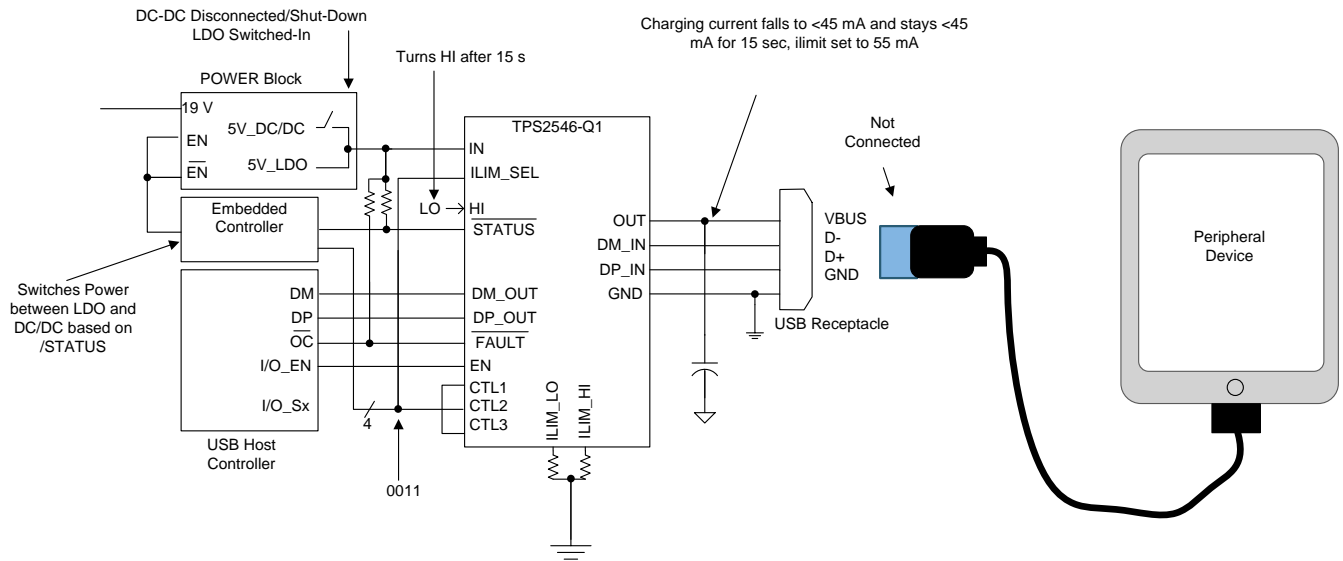 DC-DC Disconnected/Shut-Down
LDO Switched-In
Charging current falls to <45 mA and stays <45
mA for 15 sec, ilimit set to 55 mA
Turns HI after 15 s
POWER Block
19 V
EN
EN
5V_DC/DC
5V_LDO
TPS2546-Q1
IN
ILIM_SEL
LO
HI
STATUS
Embedded
Controller
Switches Power
between LDO and
DC/DC based on
/STATUS
DM
DP
OC
I/O_EN
I/O_Sx
USB Host
Controller
DM_OUT
DP_OUT
FAULT
EN
CTL1
CTL2
CTL3
4
0011
ILIM_LO
ILIM_HI
OUT
DM_IN
DP_IN
GND
VBUS
D-
D+
GND
USB Receptacle
Not
Connected
Peripheral
Device